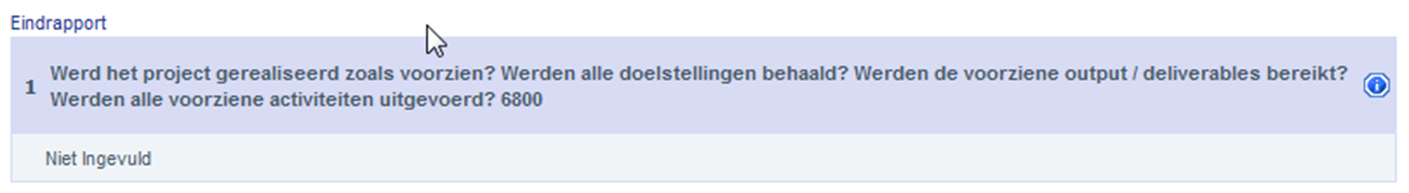 Eindrapport
1 Werd het project gerealiseerd zoals voorzien? Werden alle doelstellingen behaald? Werden de voorziene output / deliverables bereikt?
Werden alle voorziene activiteiten uitgevoerd? 6800
Niet Ingevuld